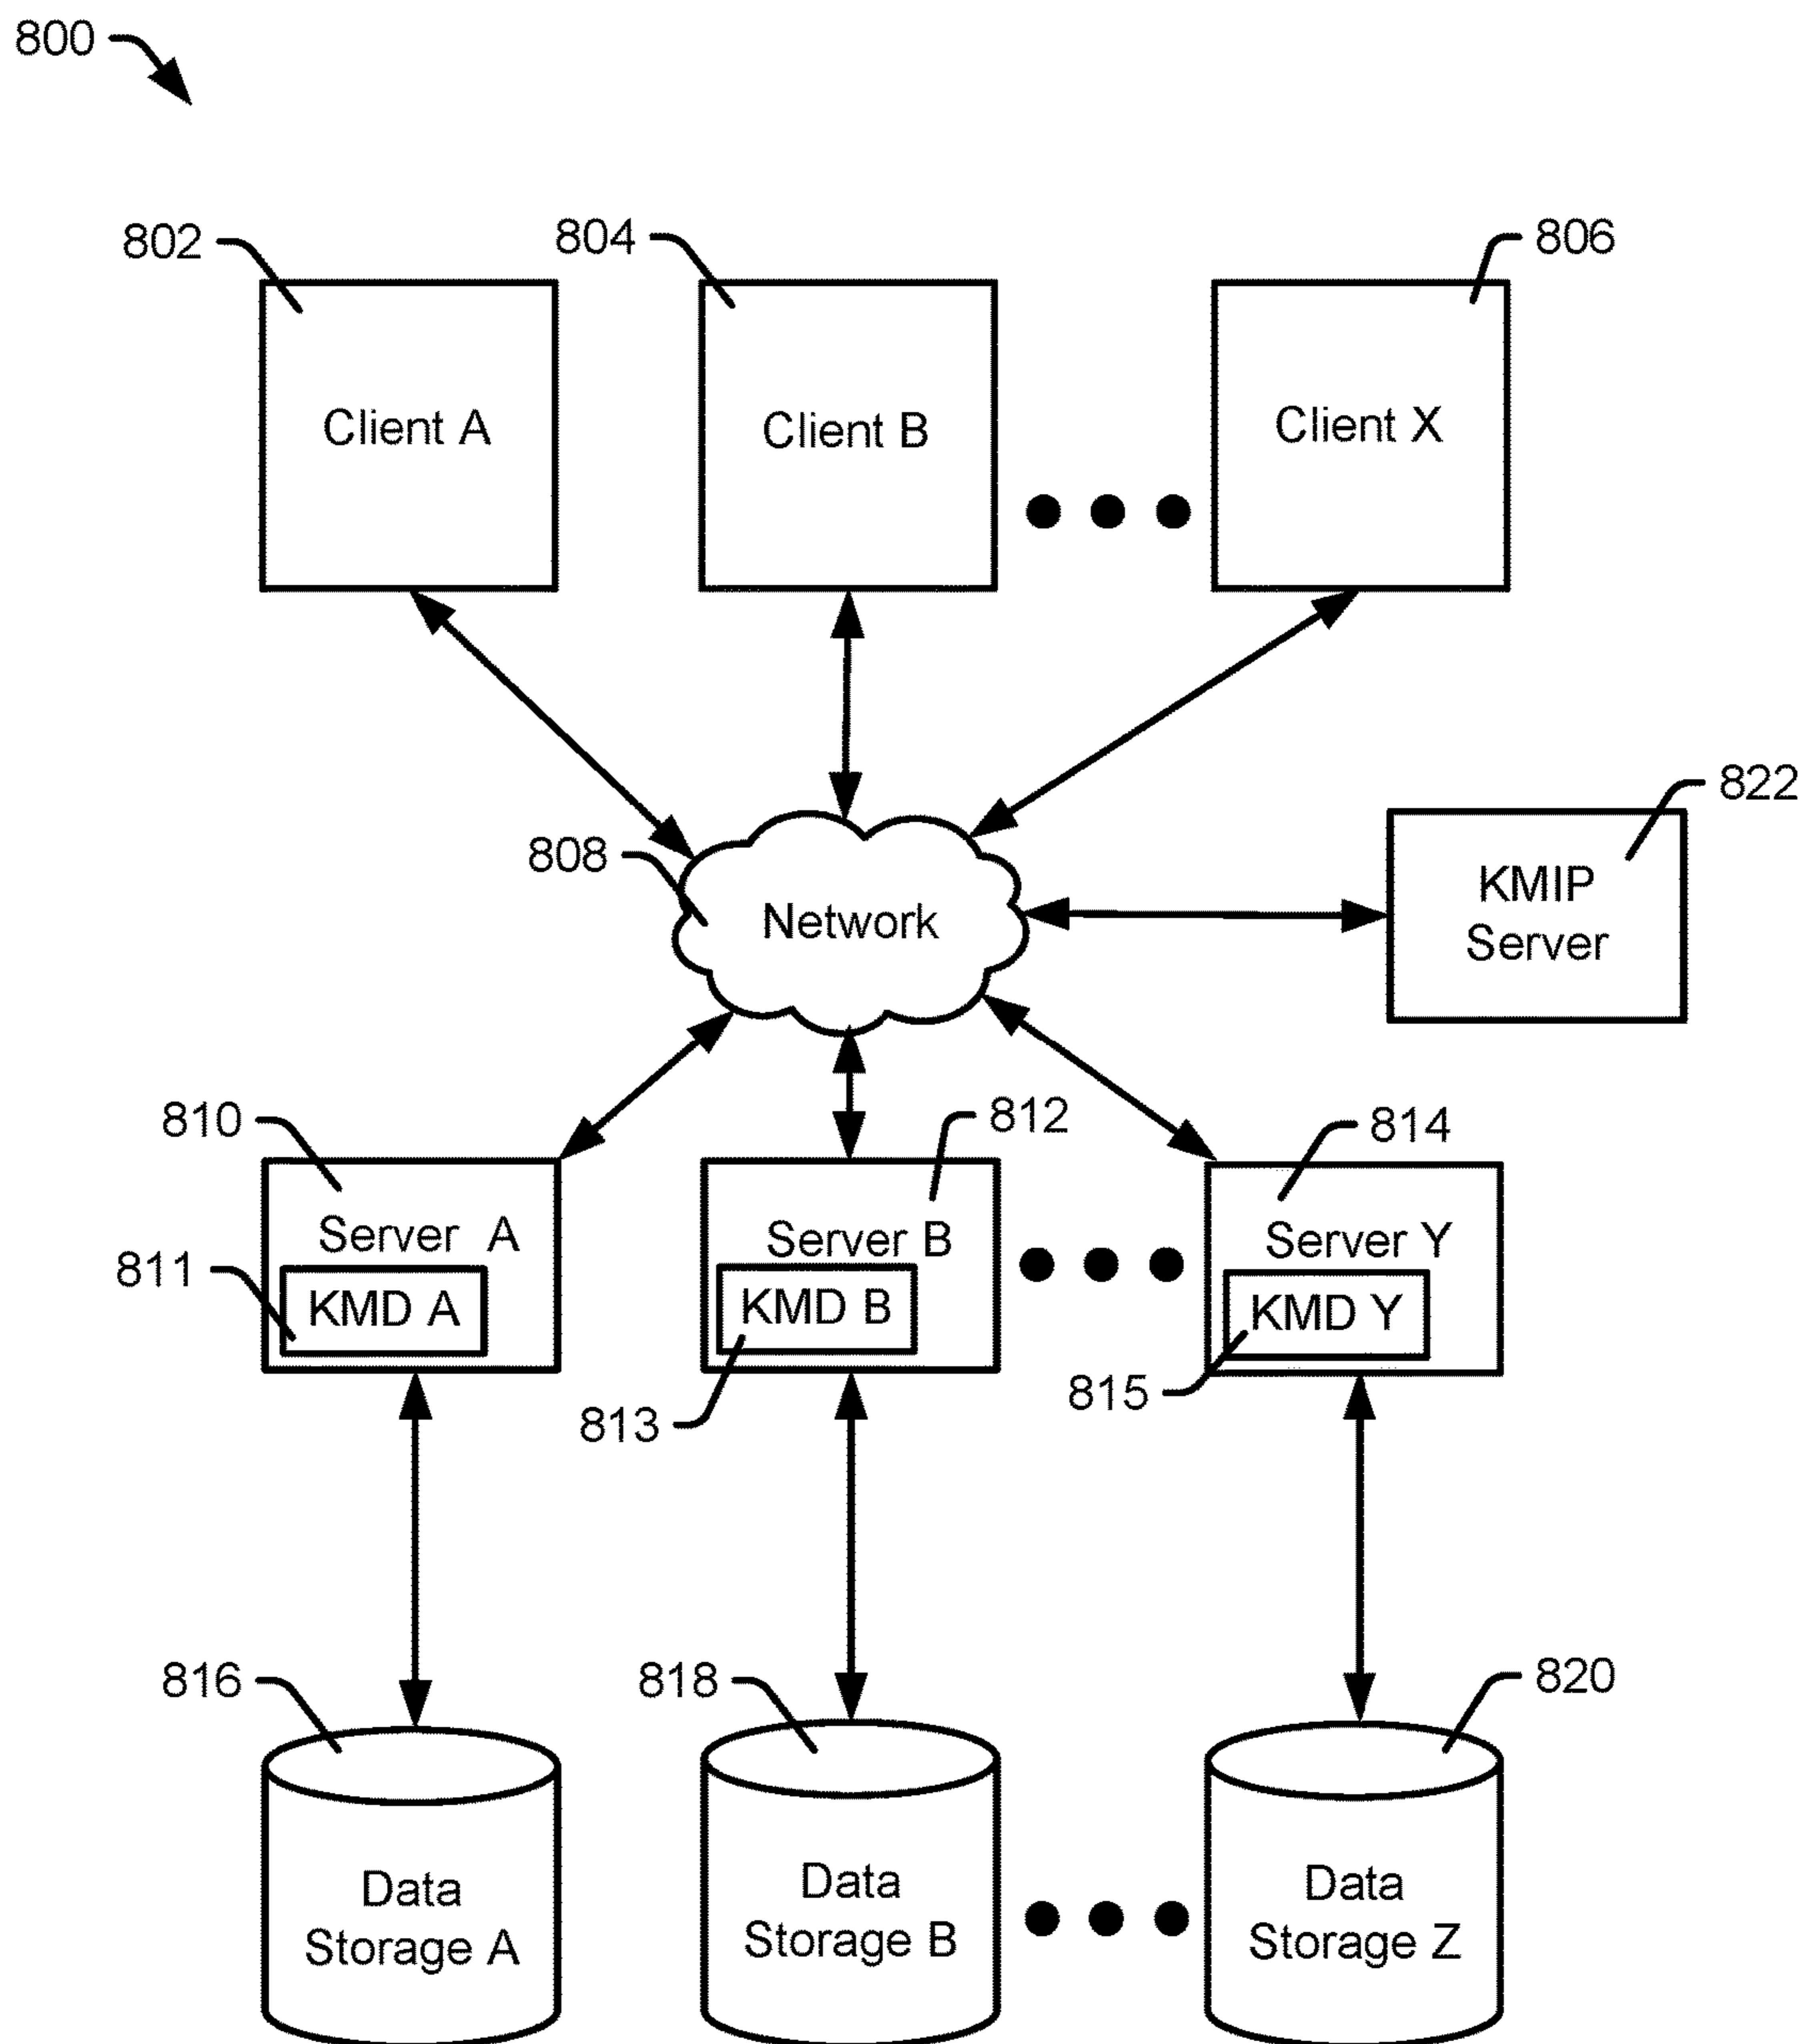 800
802
804
806
Client A
Client B
Client X
822
808
Network
KMIP
Server
810
812
814
Server A
Server B
Server Y
811
KMD A
KMD B
KMD Y
813
815
816
818
820
Data
Storage A
Data
Storage B
Data
Storage Z